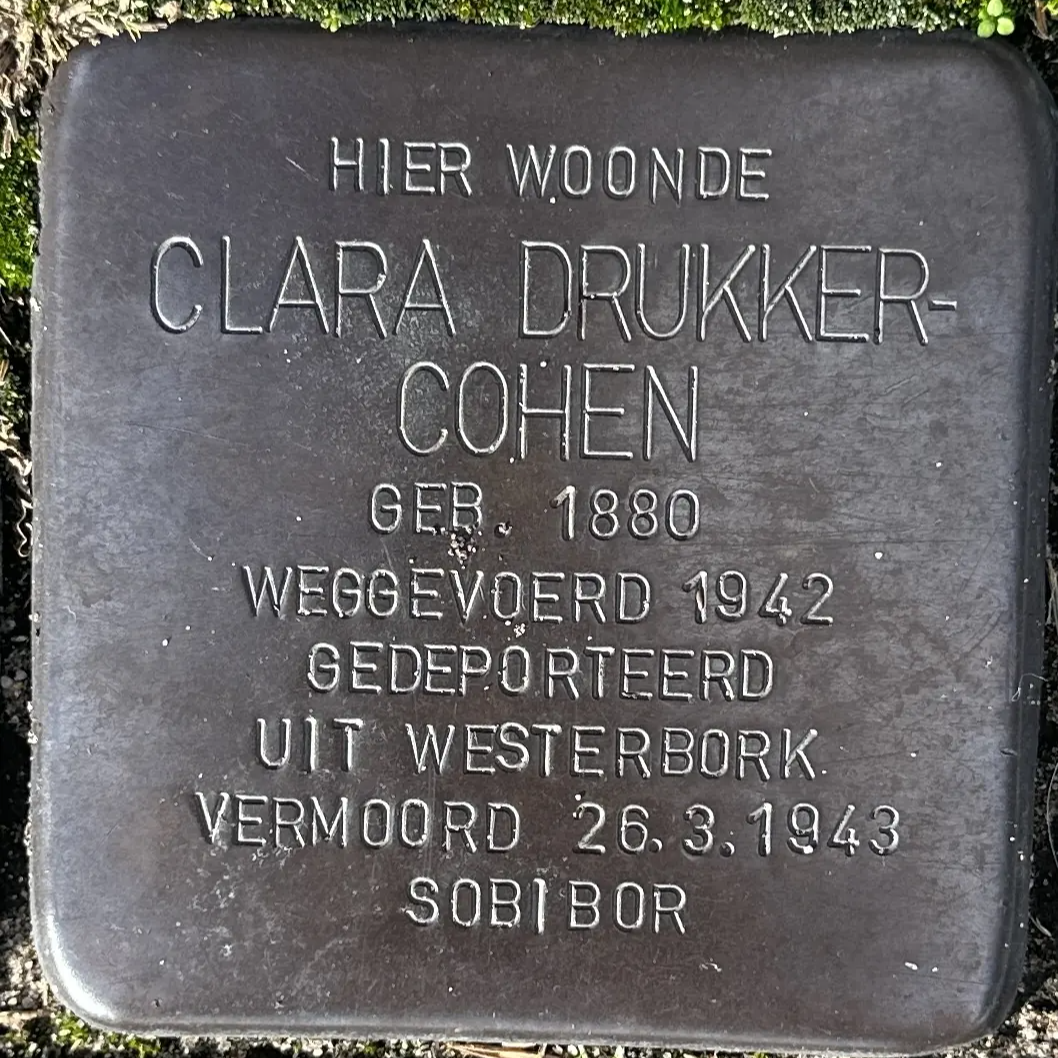 HIER WOONDE
CLARA DRUKKER-
COHEN
GEB. 1880
WEGGEVOERD 1942
GEDEPORTEERD
UIT WESTERBORK
VERMOORD 26.3.1943
SOBIBOR